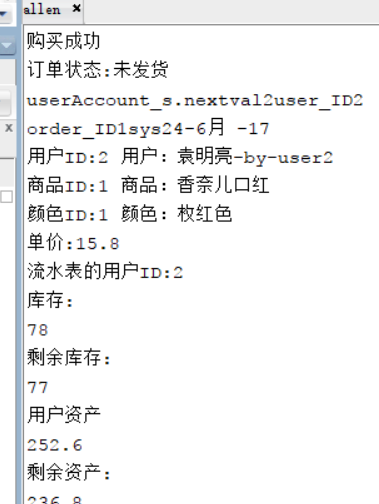 allen
购买成功
订单状态:未发货
userAccount_s.nextval2user_ID2
order_ID1sys24-6月 -17
用户ID:2 用户: 袁明亮-by-user2
商品ID:1 商品: 香奈儿口红
颜色ID:1 颜色: 枚红色
单价:15.8
流水表的用户ID:2
库存:
78
剩余库存:
77
用户资产
252.6
剩余资产:
236.8